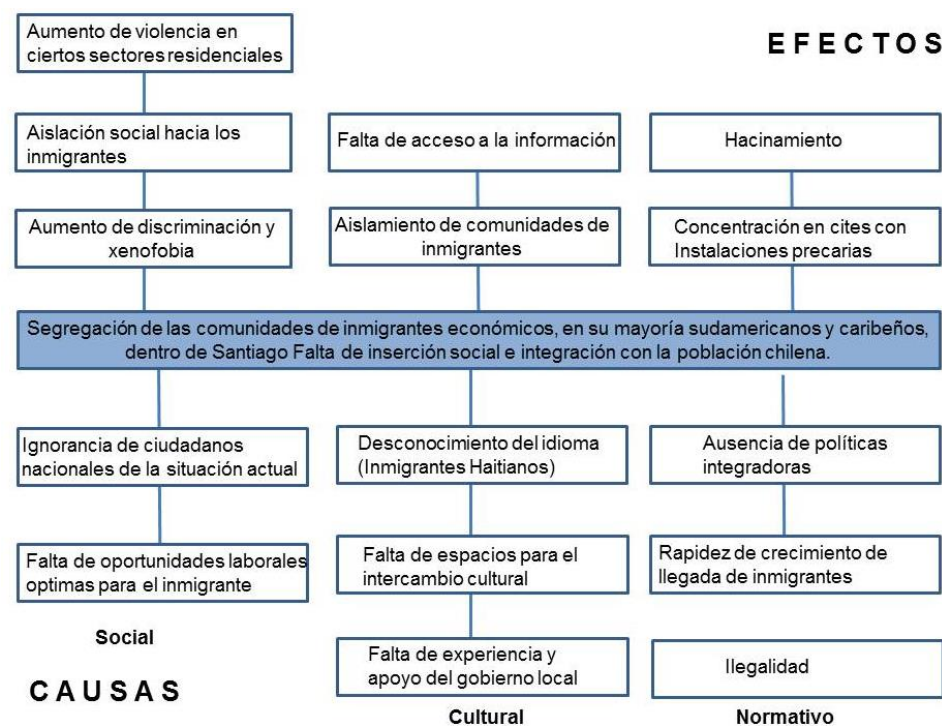 Aumento de violencia en
ciertos sectores residenciales
E F E C T O S
Aislación social hacia los
inmigrantes
Falta de acceso a la información
Hacinamiento
Aumento de discriminación y
xenofobia
Aislamiento de comunidades de
inmigrantes
Concentración en cites con
Instalaciones precarias
Segregación de las comunidades de inmigrantes económicos, en su mayoría sudamericanos y caribeños,
dentro de Santiago Falta de inserción social e integración con la población chilena.
Ignorancia de ciudadanos
nacionales de la situación actual
Desconocimiento del idioma
(Inmigrantes Haitianos)
Ausencia de políticas
integradoras
Falta de oportunidades laborales
optimas para el inmigrante
Falta de espacios para el
intercambio cultural
Rapidez de crecimiento de
llegada de inmigrantes
Social
Falta de experiencia y
apoyo del gobierno local
Ilegalidad
C A U S A S
Cultural
Normativo